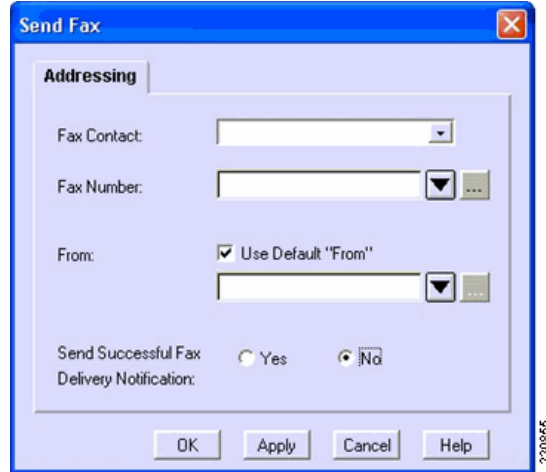 Send Fax
Addressing
Fax Contact:
Fax Number:
...
From:
Use Default "From"
...
Send Successful Fax
Delivery Notification:
Yes
No
OK
Apply
Cancel
Help